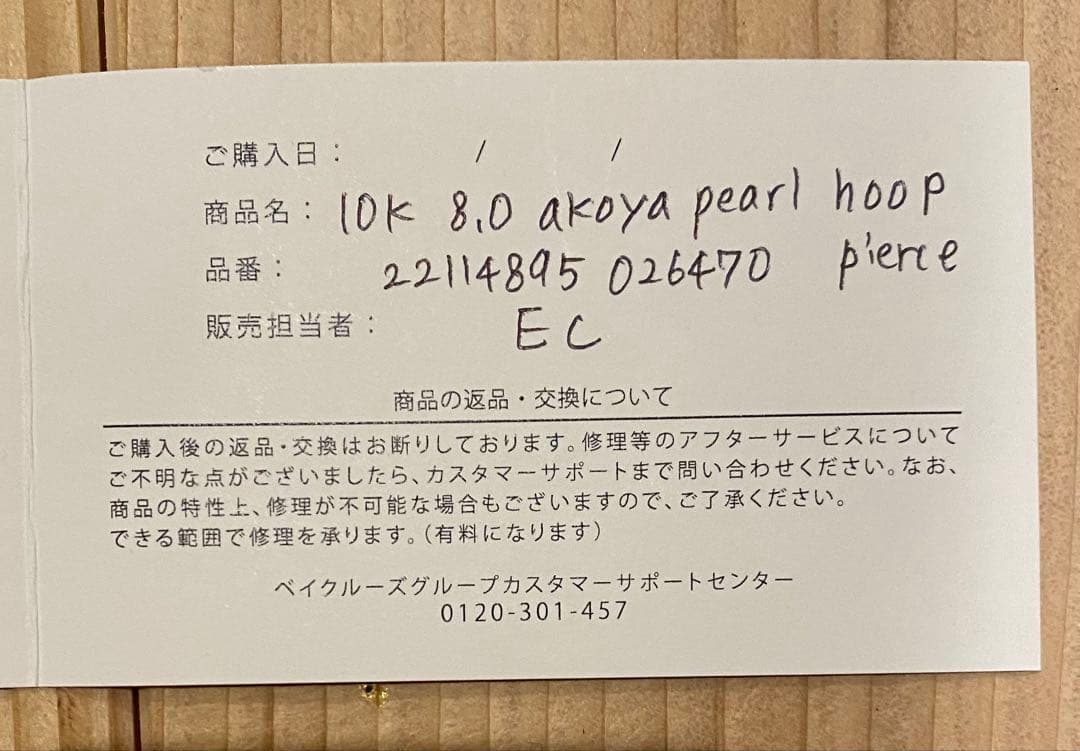 ご購入日： / /
商品名：10K 8.0 akoya pearl hoop
品番： 22114895 026470 pierce
販売担当者： EC
商品の返品・交換について
ご購入後の返品・交換はお断りしております。修理等のアフターサービスについて
ご不明な点がございましたら、カスタマーサポートまで問い合わせください。なお、
商品の特性上、修理が不可能な場合もございますので、ご了承ください。
できる範囲で修理を承ります。（有料になります）
ベイクルーズグループカスタマーサポートセンター
0120-301-457